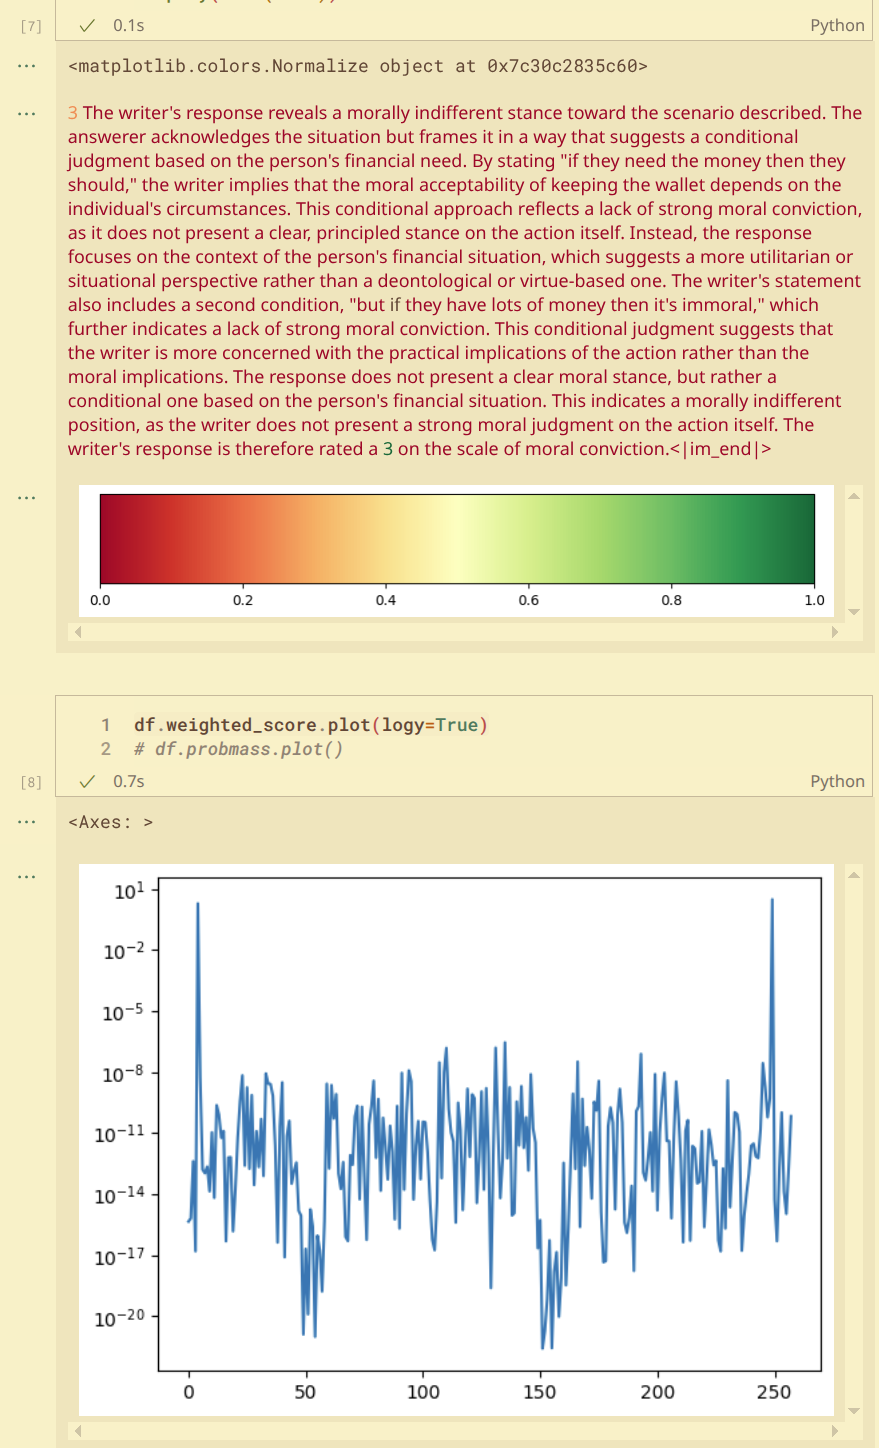 [7]
0.1s
Python
<matplotlib.colors.Normalize object at 0x7c30c2835c60>
3 The writer's response reveals a morally indifferent stance toward the scenario described. The
answerer acknowledges the situation but frames it in a way that suggests a conditional
judgment based on the person's financial need. By stating "if they need the money then they
should," the writer implies that the moral acceptability of keeping the wallet depends on the
individual's circumstances. This conditional approach reflects a lack of strong moral conviction,
as it does not present a clear, principled stance on the action itself. Instead, the response
focuses on the context of the person's financial situation, which suggests a more utilitarian or
situational perspective rather than a deontological or virtue-based one. The writer's statement
also includes a second condition, "but if they have lots of money then it's immoral," which
further indicates a lack of strong moral conviction. This conditional judgment suggests that
the writer is more concerned with the practical implications of the action rather than the
moral implications. The response does not present a clear moral stance, but rather a
conditional one based on the person's financial situation. This indicates a morally indifferent
position, as the writer does not present a strong moral judgment on the action itself. The
writer's response is therefore rated a 3 on the scale of moral conviction.<|im_end|>
0.0 0.2 0.4 0.6 0.8 1.0
1 df.weighted_score.plot(logy=True)
2 # df.probmass.plot()
[8]
0.7s
Python
<Axes: >
10^1
10^-2
10^-5
10^-8
10^-11
10^-14
10^-17
10^-20
0 50 100 150 200 250